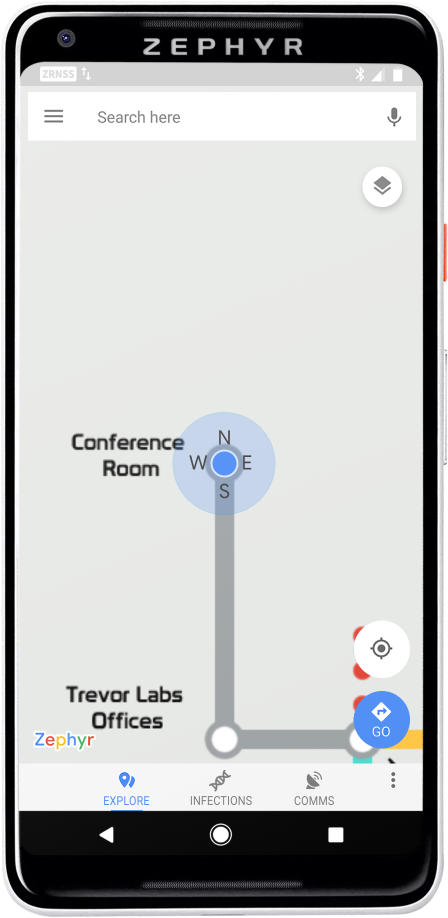 ZEPHYR
ZRNSS
Search here
Conference
Room
N
W E
S
Trevor Labs
Offices
Zephyr
GO
EXPLORE INFECTIONS COMMS